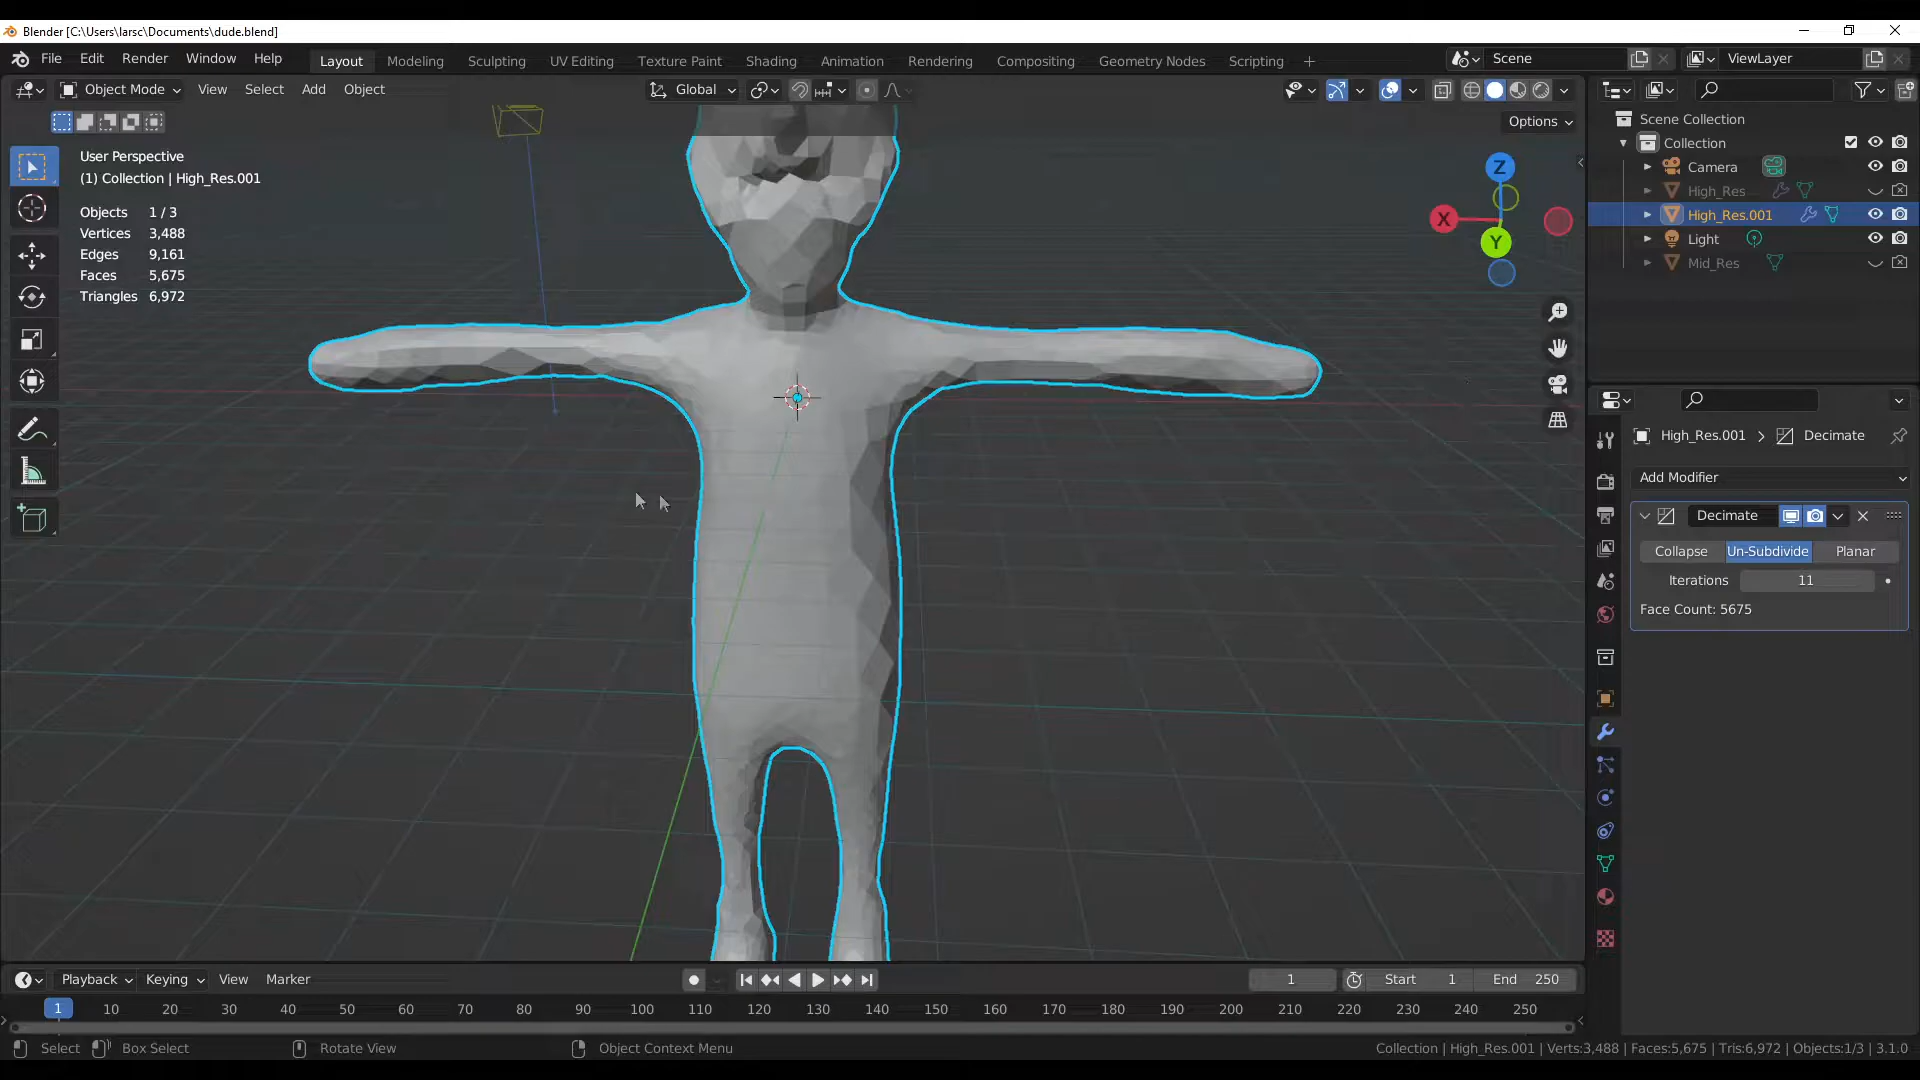 Blender [C:\Users\larsc\Documents\dude.blend]
File Edit Render Window Help
Layout Modeling Sculpting UV Editing Texture Paint Shading Animation Rendering Compositing Geometry Nodes Scripting +
Scene
ViewLayer
Object Mode View Select Add Object
Global
Options
User Perspective
(1) Collection | High_Res.001
Objects 1 / 3
Vertices 3,488
Edges 9,161
Faces 5,675
Triangles 6,972
Z
X
Y
Scene Collection
Collection
Camera
High_Res
High_Res.001
Light
Mid_Res
High_Res.001 > Decimate
Add Modifier
Decimate
Collapse Un-Subdivide Planar
Iterations 11
Face Count: 5675
Playback Keying View Marker
1 Start 1 End 250
1 10 20 30 40 50 60 70 80 90 100 110 120 130 140 150 160 170 180 190 200 210 220 230 240 250
Select Box Select Rotate View Object Context Menu
Collection | High_Res.001 | Verts:3,488 | Faces:5,675 | Tris:6,972 | Objects:1/3 | 3.1.0